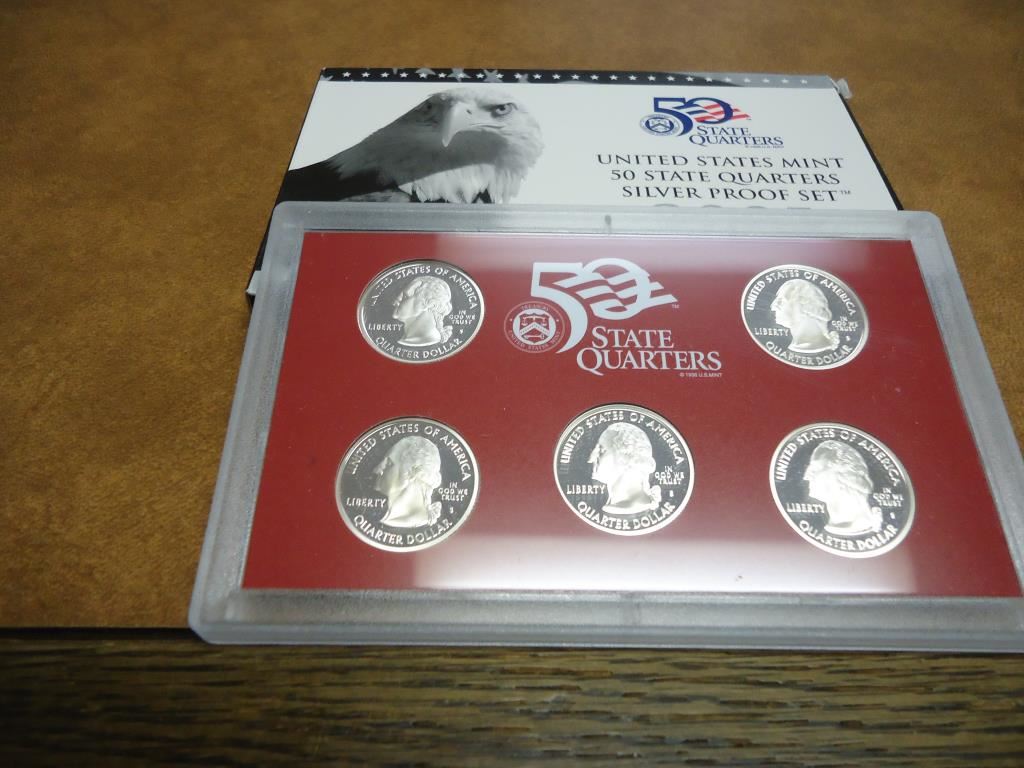 50
STATE
QUARTERS
UNITED STATES MINT
50 STATE QUARTERS
SILVER PROOF SET™
50™
STATE
QUARTERS
© 1998 U.S. MINT
UNITED STATES OF AMERICA
LIBERTY
IN
GOD WE
TRUST
S
QUARTER DOLLAR
UNITED STATES OF AMERICA
LIBERTY
IN
GOD WE
TRUST
S
QUARTER DOLLAR
UNITED STATES OF AMERICA
LIBERTY
IN
GOD WE
TRUST
S
QUARTER DOLLAR
UNITED STATES OF AMERICA
LIBERTY
IN
GOD WE
TRUST
S
QUARTER DOLLAR
UNITED STATES OF AMERICA
LIBERTY
IN
GOD WE
TRUST
S
QUARTER DOLLAR